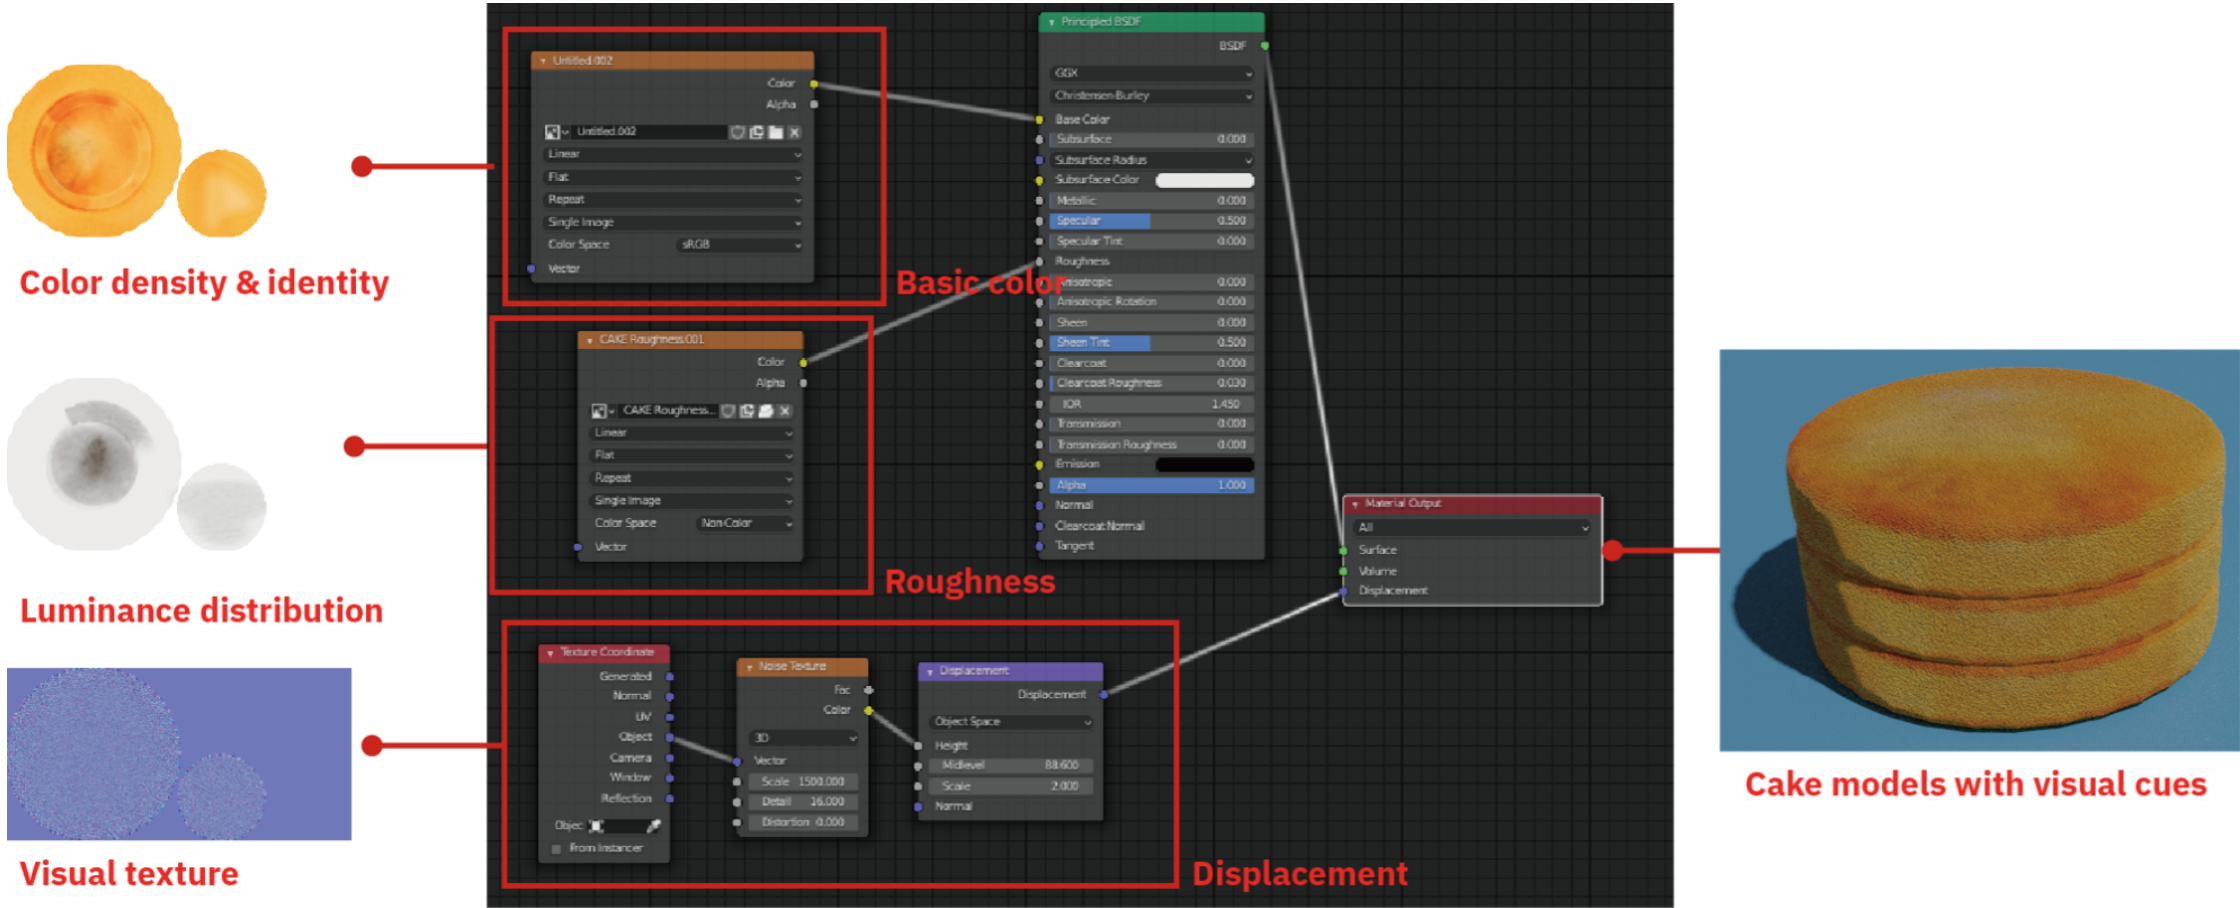 Color density & identity
Luminance distribution
Visual texture
Untitled.002
Color
Alpha
Untitled.002
Linear
Flat
Repeat
Single Image
Color Space sRGB
Vector
Basic color
CAKE Roughness.001
Color
Alpha
CAKE Roughness...
Linear
Flat
Repeat
Single Image
Color Space Non-Color
Vector
Roughness
Texture Coordinate
Generated
Normal
UV
Object
Camera
Window
Reflection
Objec
From Instancer
Noise Texture
Fac
Color
3D
Vector
Scale 1500.000
Detail 16.000
Distortion 0.000
Displacement
Displacement
Object Space
Height
Midlevel 88.600
Scale 2.000
Normal
Displacement
Principled BSDF
BSDF
GGX
Christensen-Burley
Base Color
Subsurface 0.000
Subsurface Radius
Subsurface Color
Metallic 0.000
Specular 0.500
Specular Tint 0.000
Roughness
Anisotropic 0.000
Anisotropic Rotation 0.000
Sheen 0.000
Sheen Tint 0.500
Clearcoat 0.000
Clearcoat Roughness 0.030
IOR 1.450
Transmission 0.000
Transmission Roughness 0.000
Emission
Alpha 1.000
Normal
Clearcoat Normal
Tangent
Material Output
All
Surface
Volume
Displacement
Cake models with visual cues